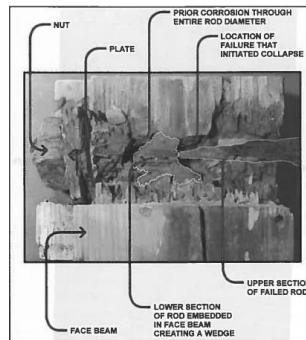 PRIOR CORROSION THROUGH
ENTIRE ROD DIAMETER
NUT
PLATE
LOCATION OF
FAILURE THAT
INITIATED COLLAPSE
UPPER SECTION
OF FAILED ROD
LOWER SECTION
OF ROD EMBEDDED
IN FACE BEAM
CREATING A WEDGE
FACE BEAM